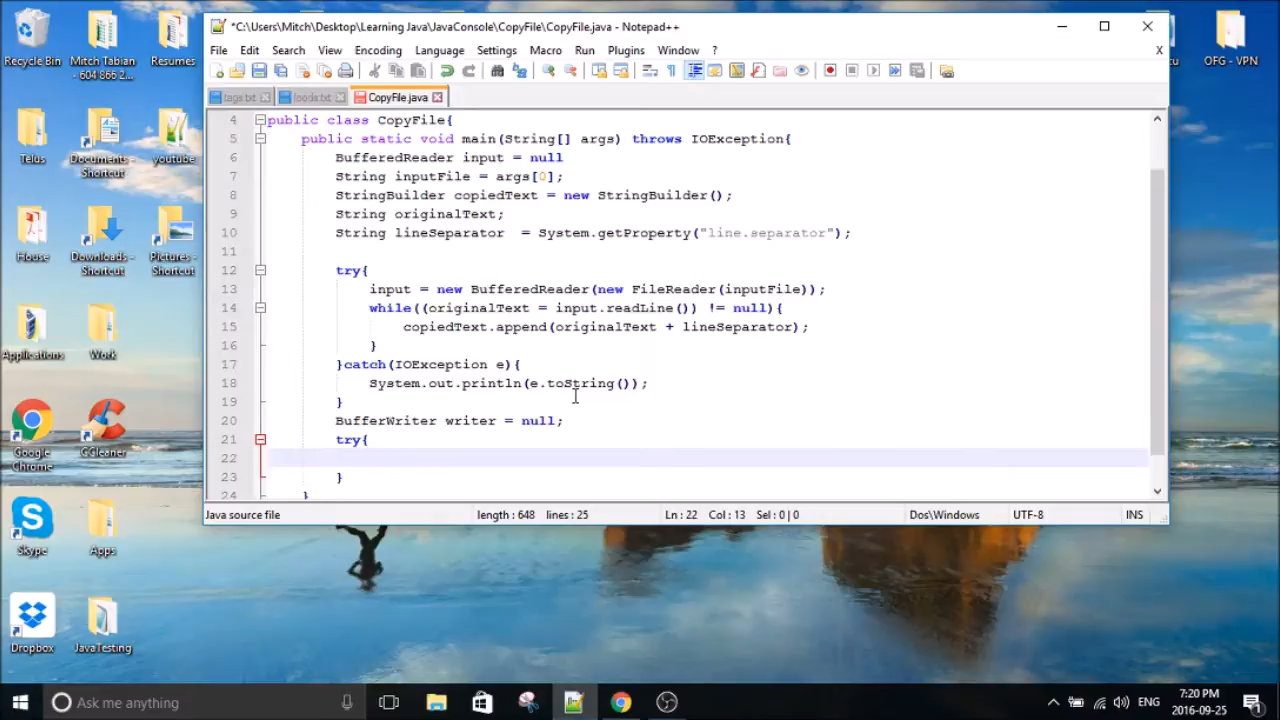 *C:\Users\Mitch\Desktop\Learning Java\JavaConsole\CopyFile\CopyFile.java - Notepad++
File Edit Search View Encoding Language Settings Macro Run Plugins Window ? X
tags.txt foods.txt CopyFile.java
4 public class CopyFile{
5 public static void main(String[] args) throws IOException{
6 BufferedReader input = null
7 String inputFile = args[0];
8 StringBuilder copiedText = new StringBuilder();
9 String originalText;
10 String lineSeparator = System.getProperty("line.separator");
11
12 try{
13 input = new BufferedReader(new FileReader(inputFile));
14 while((originalText = input.readLine()) != null){
15 copiedText.append(originalText + lineSeparator);
16 }
17 }catch(IOException e){
18 System.out.println(e.toString());
19 }
20 BufferWriter writer = null;
21 try{
22
23 }
24 }
Java source file length : 648 lines : 25 Ln : 22 Col : 13 Sel : 0 | 0 Dos\Windows UTF-8 INS
Recycle Bin
Mitch Tabian
- 604 866 2...
Resumes
OFG - VPN
Telus
Documents -
Shortcut
youtube
House
Downloads -
Shortcut
Pictures -
Shortcut
Applications
Work
Google
Chrome
CCleaner
Skype
Apps
Dropbox
JavaTesting
Ask me anything
ENG
7:20 PM
2016-09-25
1